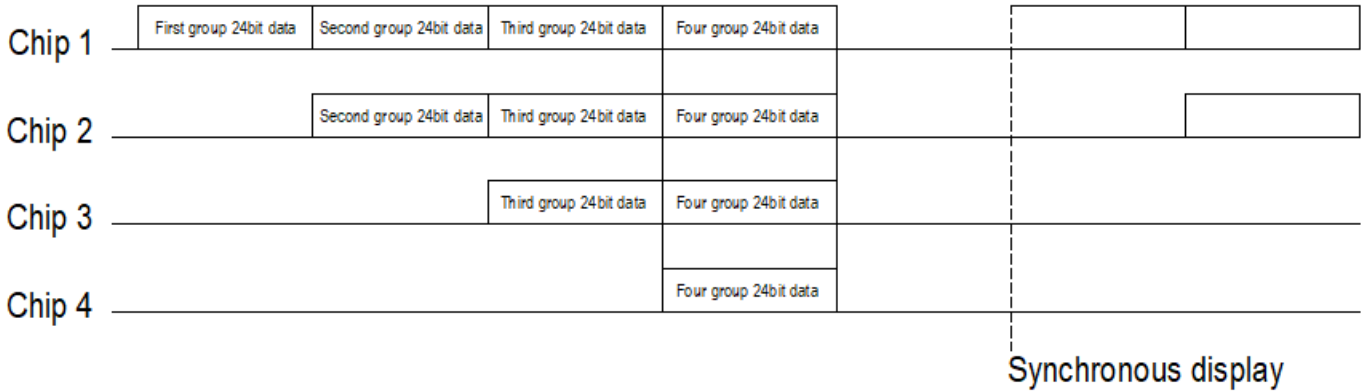 Chip 1 First group 24bit data Second group 24bit data Third group 24bit data Four group 24bit data
Chip 2 Second group 24bit data Third group 24bit data Four group 24bit data
Chip 3 Third group 24bit data Four group 24bit data
Chip 4 Four group 24bit data
Synchronous display